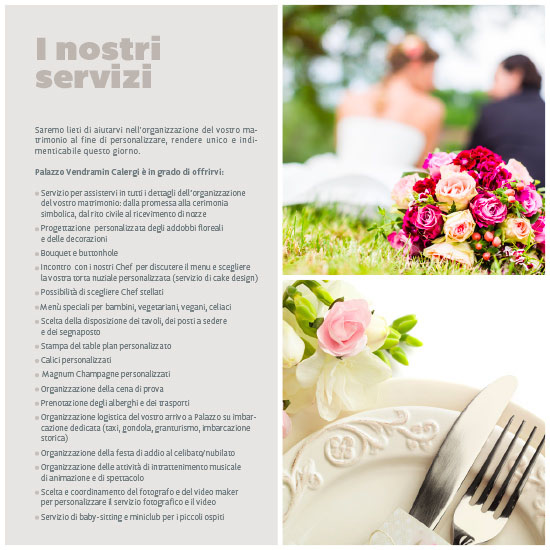 I nostri
servizi
Saremo lieti di aiutarvi nell'organizzazione del vostro ma-
trimonio al fine di personalizzare, rendere unico e indi-
menticabile questo giorno.
Palazzo Vendramin Calergi è in grado di offrirvi:
Servizio per assistervi in tutti i dettagli dell'organizzazione
del vostro matrimonio: dalla promessa alla cerimonia
simbolica, dal rito civile al ricevimento di nozze
Progettazione personalizzata degli addobbi floreali
e delle decorazioni
Bouquet e buttonhole
Incontro con i nostri Chef per discutere il menu e scegliere
la vostra torta nuziale personalizzata (servizio di cake design)
Possibilità di scegliere Chef stellati
Menù speciali per bambini, vegetariani, vegani, celiaci
Scelta della disposizione dei tavoli, dei posti a sedere
e dei segnaposto
Stampa del table plan personalizzato
Calici personalizzati
Magnum Champagne personalizzati
Organizzazione della cena di prova
Prenotazione degli alberghi e dei trasporti
Organizzazione logistica del vostro arrivo a Palazzo su imbar-
cazione dedicata (taxi, gondola, granturismo, imbarcazione
storica)
Organizzazione della festa di addio al celibato/nubilato
Organizzazione delle attività di intrattenimento musicale
di animazione e di spettacolo
Scelta e coordinamento del fotografo e del video maker
per personalizzare il servizio fotografico e il video
Servizio di baby-sitting e miniclub per i piccoli ospiti